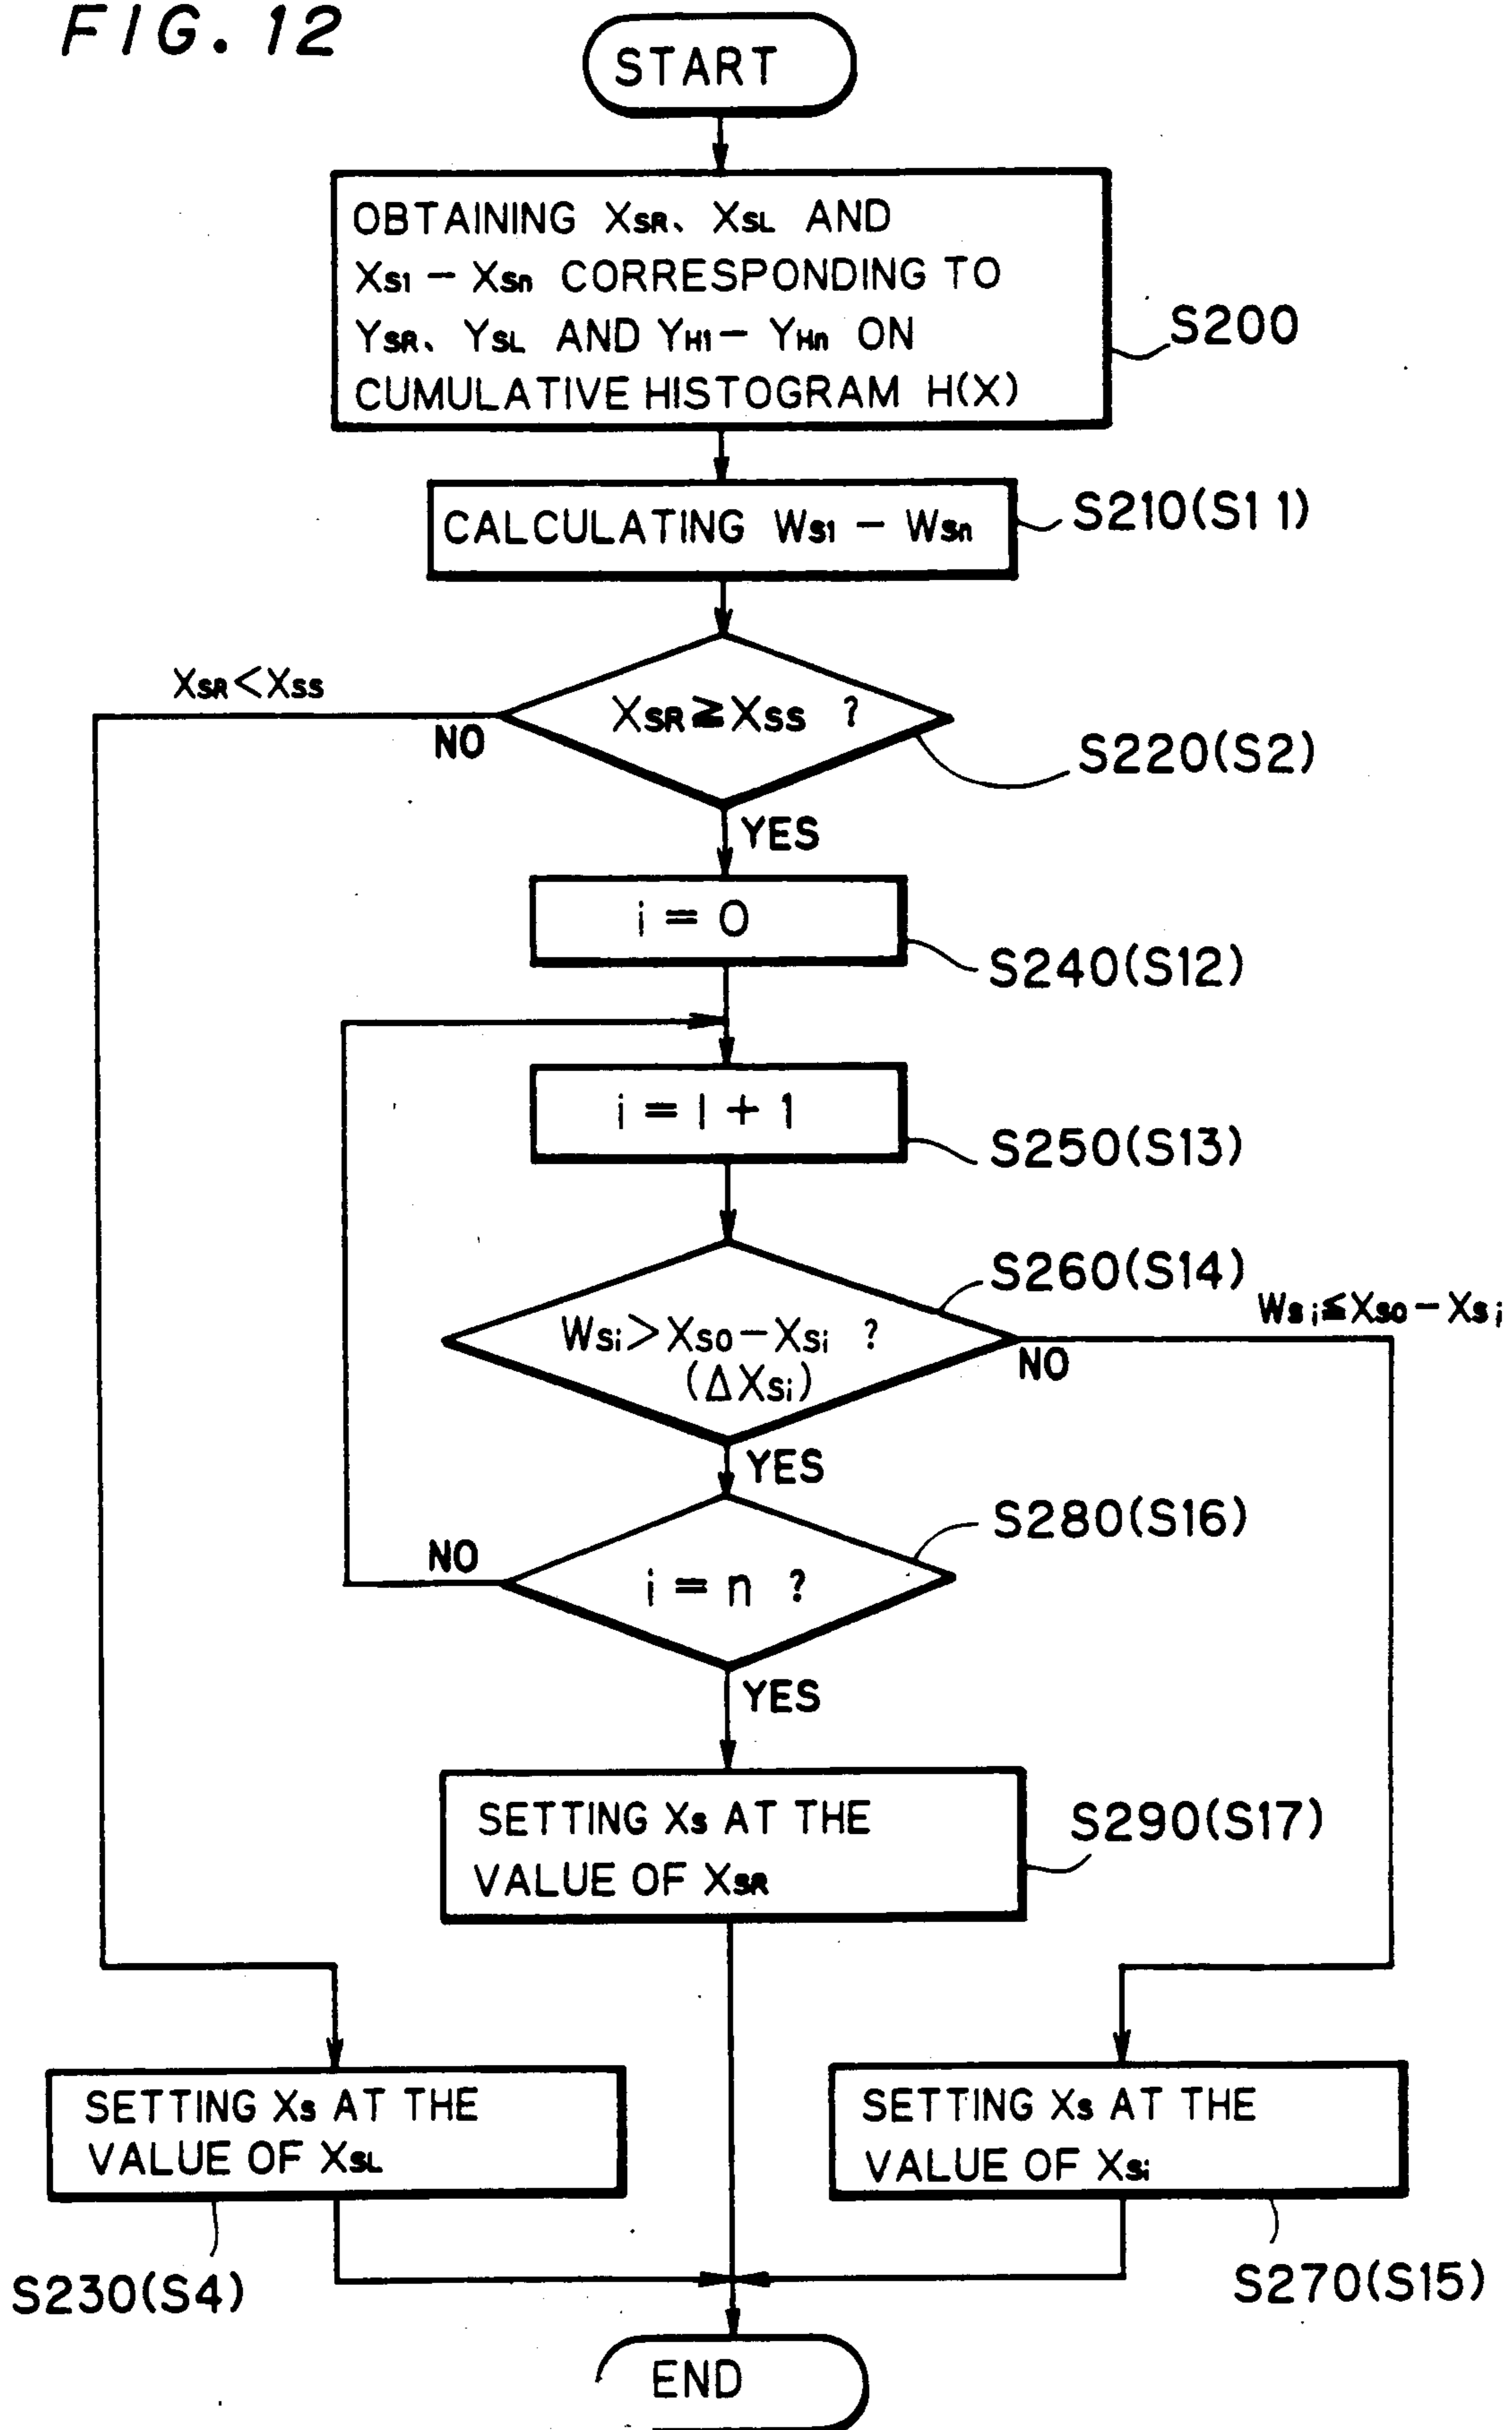 FIG. 12
START
OBTAINING XSR、 XSL AND
XS1 − XSn CORRESPONDING TO
YSR、 YSL AND YH1 − YHn ON
CUMULATIVE HISTOGRAM H(X)
S200
CALCULATING WS1 − WSn
S210(S11)
XSR<XSS
NO
XSR≧XSS ?
S220(S2)
YES
i = 0
S240(S12)
i = I + 1
S250(S13)
S260(S14)
WSi≦XSO−XSi
WSi>XSO−XSi ?
(ΔXSi)
NO
YES
S280(S16)
NO
i = n ?
YES
SETTING XS AT THE
VALUE OF XSR
S290(S17)
SETTING XS AT THE
VALUE OF XSL
SETTING XS AT THE
VALUE OF XSi
S230(S4)
S270(S15)
END